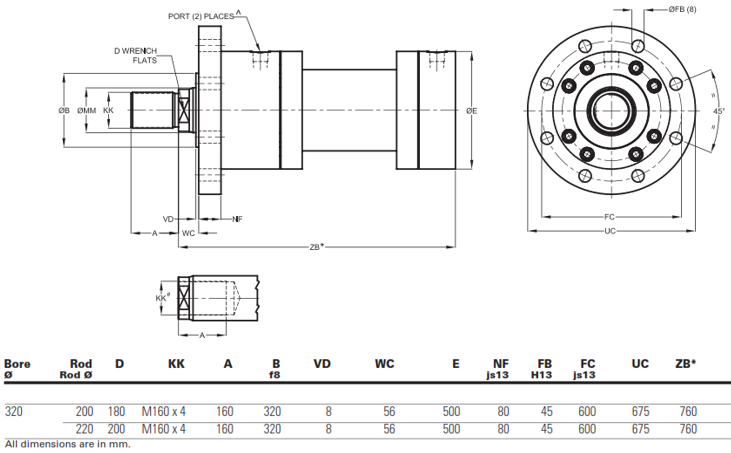 PORT (2) PLACES^
ØFB (8)
D WRENCH
FLATS
ØB
ØMM
KK
ØE
45°
VD
NF
FC
A
WC
UC
ZB*
KK#
A
Bore Rod D KK A B VD WC E NF FB FC UC ZB*
Ø Rod Ø f8 js13 H13 js13
320 200 180 M160 x 4 160 320 8 56 500 80 45 600 675 760
220 200 M160 x 4 160 320 8 56 500 80 45 600 675 760
All dimensions are in mm.